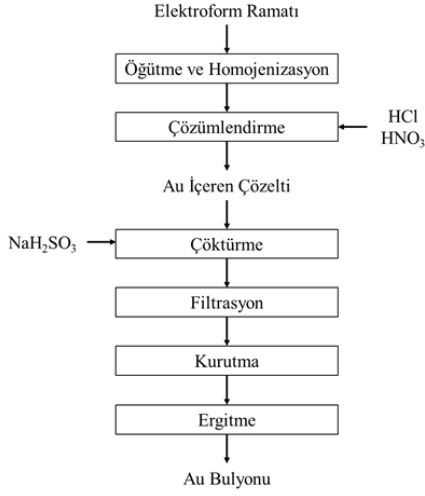 Elektroform Ramatı
Öğütme ve Homojenizasyon
Çözümlendirme
HCl
HNO₃
Au İçeren Çözelti
NaH₂SO₃
Çöktürme
Filtrasyon
Kurutma
Ergitme
Au Bulyonu